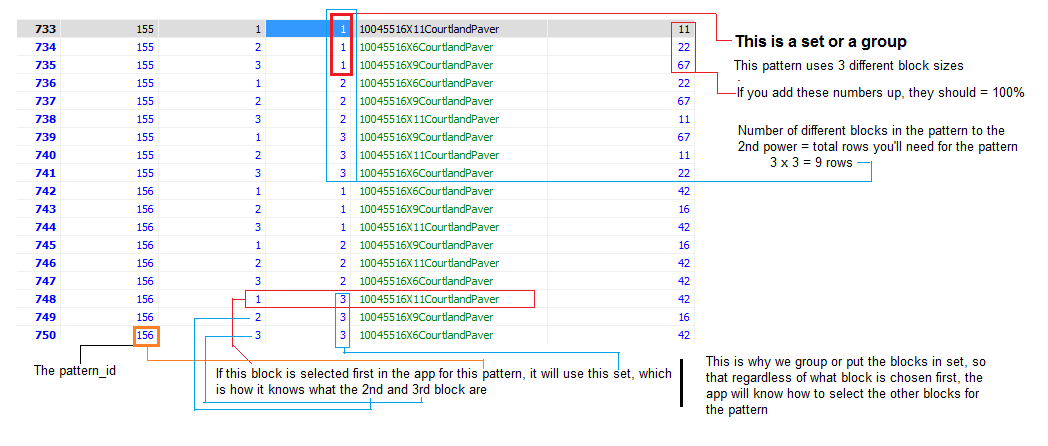 733 155 1 1 10045516X11CourtlandPaver 11
734 155 2 1 10045516X6CourtlandPaver 22
735 155 3 1 10045516X9CourtlandPaver 67
736 155 1 2 10045516X6CourtlandPaver 22
737 155 2 2 10045516X9CourtlandPaver 67
738 155 3 2 10045516X11CourtlandPaver 11
739 155 1 3 10045516X9CourtlandPaver 67
740 155 2 3 10045516X11CourtlandPaver 11
741 155 3 3 10045516X6CourtlandPaver 22
742 156 1 1 10045516X6CourtlandPaver 42
743 156 2 1 10045516X9CourtlandPaver 16
744 156 3 1 10045516X11CourtlandPaver 42
745 156 1 2 10045516X9CourtlandPaver 16
746 156 2 2 10045516X11CourtlandPaver 42
747 156 3 2 10045516X6CourtlandPaver 42
748 156 1 3 10045516X11CourtlandPaver 42
749 156 2 3 10045516X9CourtlandPaver 16
750 156 3 3 10045516X6CourtlandPaver 42
This is a set or a group
This pattern uses 3 different block sizes
If you add these numbers up, they should = 100%
Number of different blocks in the pattern to the
2nd power = total rows you'll need for the pattern
3 x 3 = 9 rows
The pattern_id
If this block is selected first in the app for this pattern, it will use this set, which
is how it knows what the 2nd and 3rd block are
This is why we group or put the blocks in set, so
that regardless of what block is chosen first, the
app will know how to select the other blocks for
the pattern